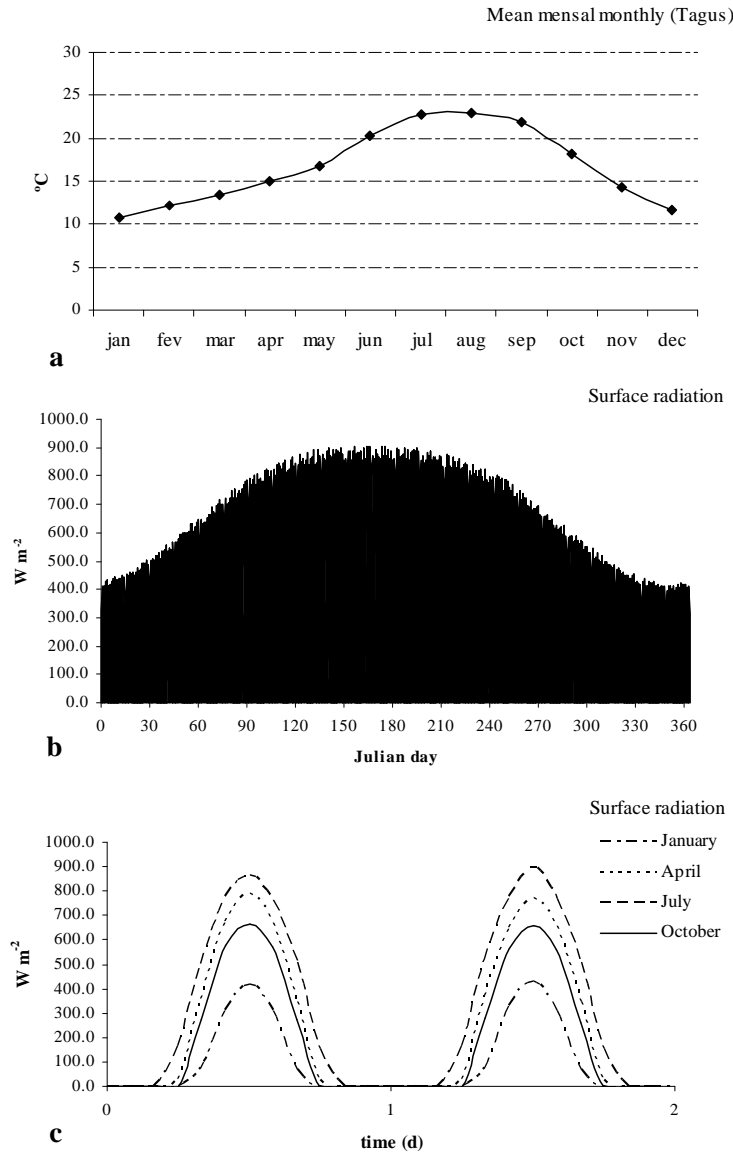 Mean mensal monthly (Tagus)
30
25
20
15
10
5
0
ºC
jan fev mar apr may jun jul aug sep oct nov dec
a
Surface radiation
1000.0
900.0
800.0
700.0
600.0
500.0
400.0
300.0
200.0
100.0
0.0
W m-2
0 30 60 90 120 150 180 210 240 270 300 330 360
Julian day
b
Surface radiation
January
April
July
October
1000.0
900.0
800.0
700.0
600.0
500.0
400.0
300.0
200.0
100.0
0.0
W m-2
0 1 2
time (d)
c